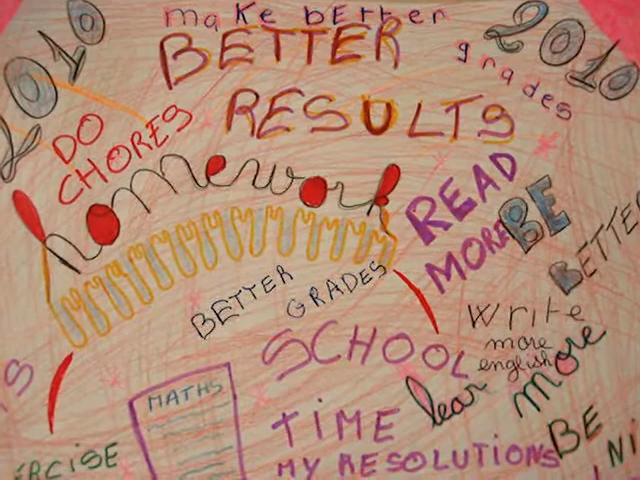 make better
grades
BETTER
RESULTS
2010
2010
DO
CHORES
homework
READ
MORE
BE
BETTER
BETTER
GRADES
write
more
english
SCHOOL
learn
more
MATHS
TIME
MY RESOLUTIONS
BE